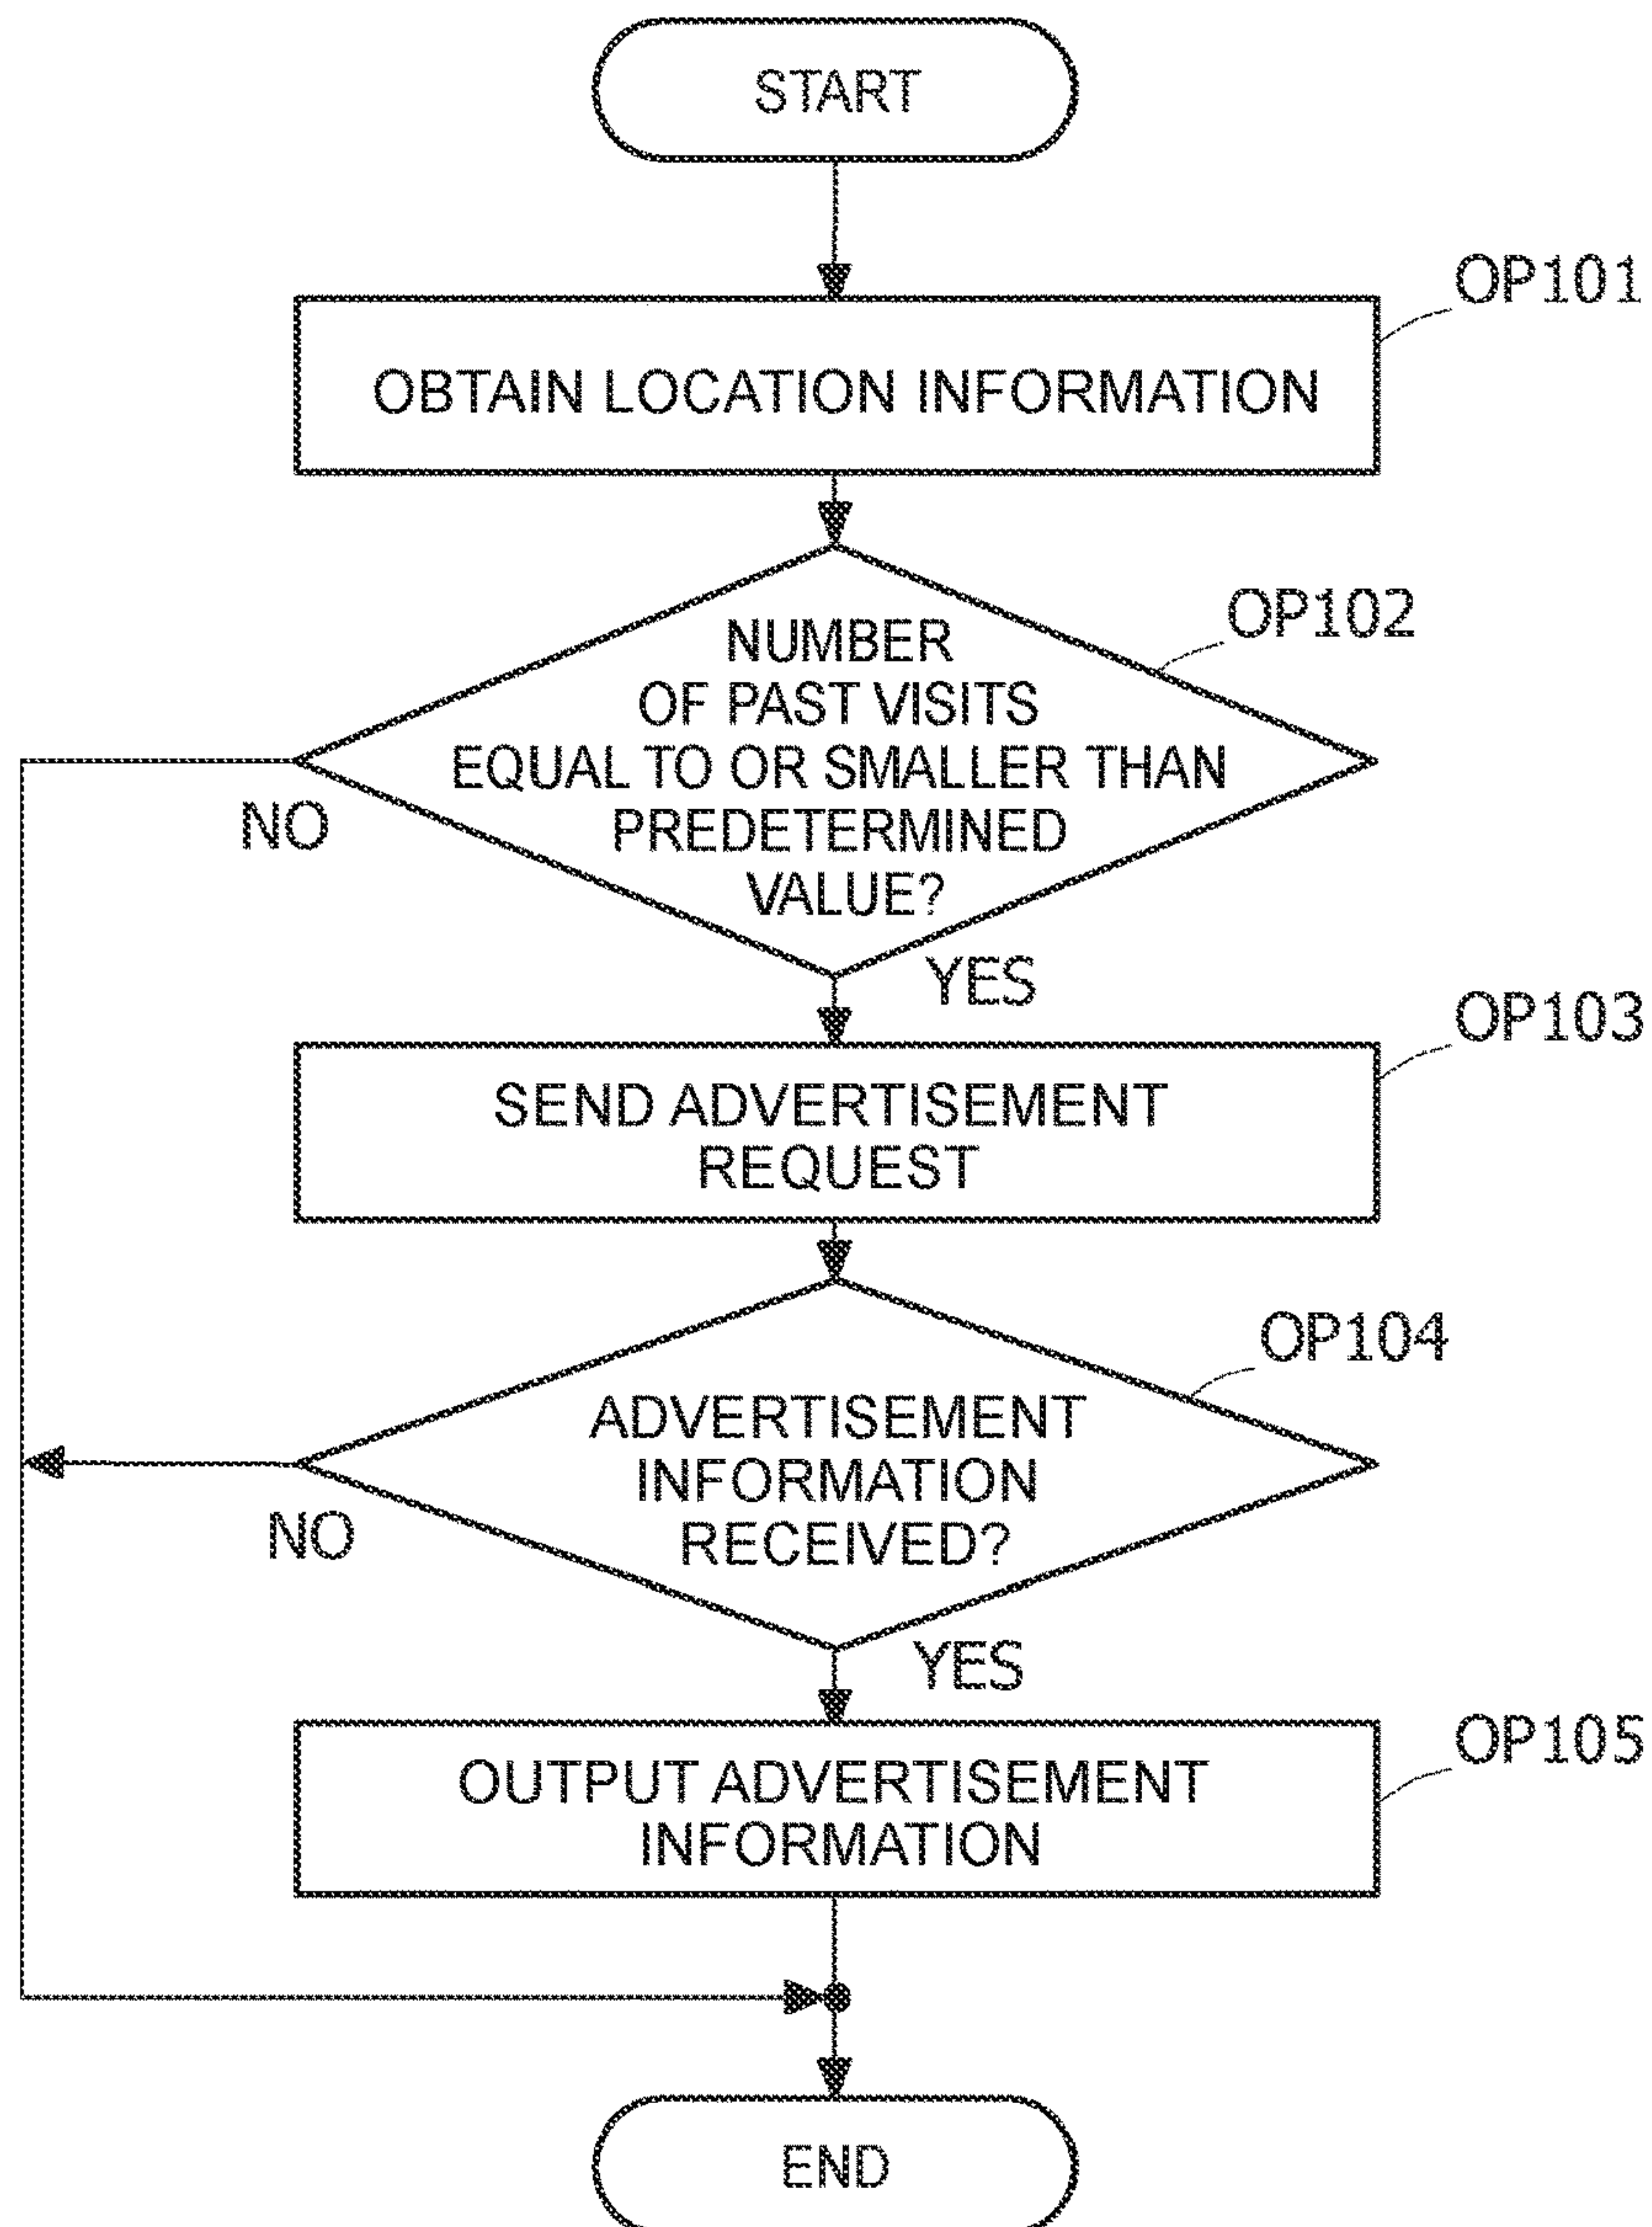 START
OP101
OBTAIN LOCATION INFORMATION
OP102
NUMBER
OF PAST VISITS
EQUAL TO OR SMALLER THAN
PREDETERMINED
VALUE?
NO
YES
OP103
SEND ADVERTISEMENT
REQUEST
OP104
ADVERTISEMENT
INFORMATION
RECEIVED?
NO
YES
OP105
OUTPUT ADVERTISEMENT
INFORMATION
END